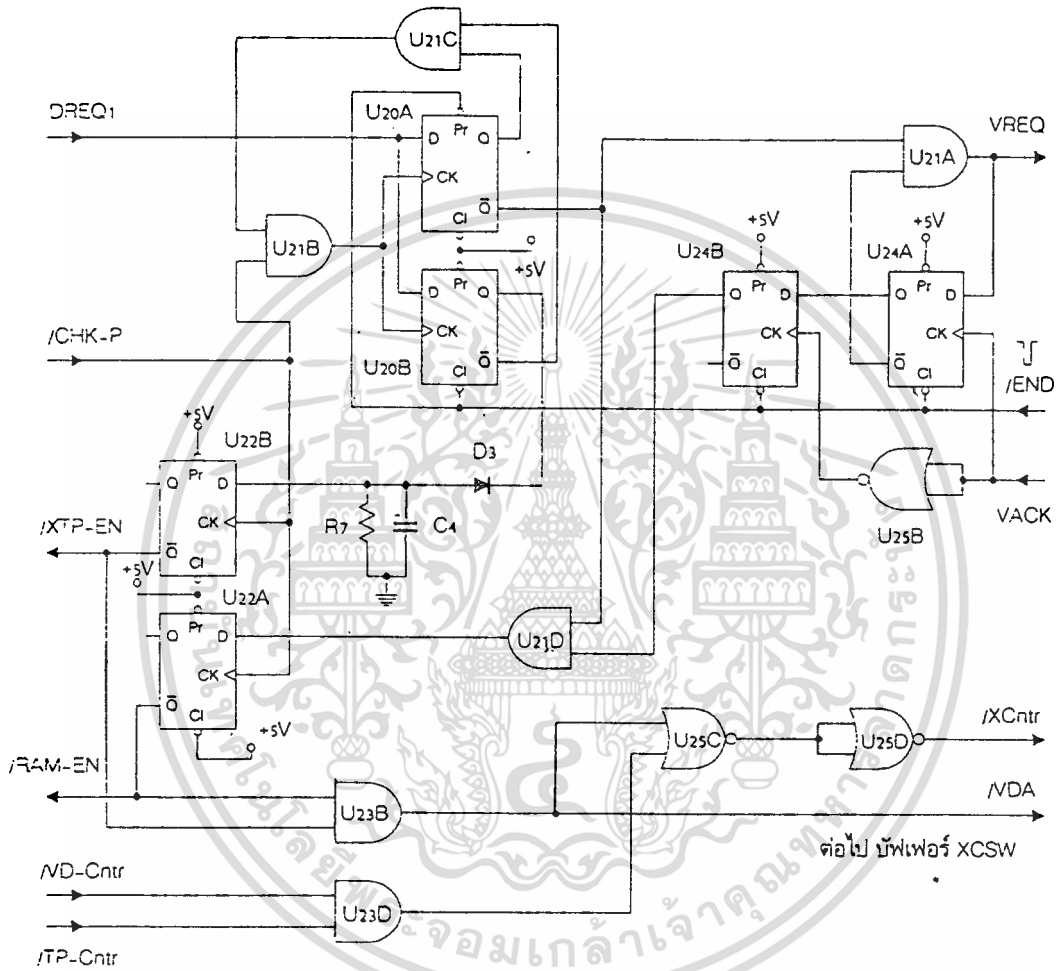 U21C
DREQ1
U20A
Pr
D
Q
CK
Cl
Q̅
VREQ
U21A
+5V
+5V
U24B
U24A
U21B
+5V
Pr
D
Q
CK
Q̅
U20B
Cl
Q
Pr
D
CK
Q̅
Cl
Q
Pr
D
CK
Q̅
Cl
/CHK-P
/END
+5V
U22B
D3
Pr
Q
D
CK
Q̅
Cl
R7
C4
U25B
VACK
/XTP-EN
+5V
U22A
Pr
Q
D
CK
Q̅
Cl
+5V
U21D
/XCntr
U25C
U25D
/RAM-EN
U23B
/VDA
ต่อไป บัฟเฟอร์ XCSW
/VD-Cntr
U23D
/TP-Cntr